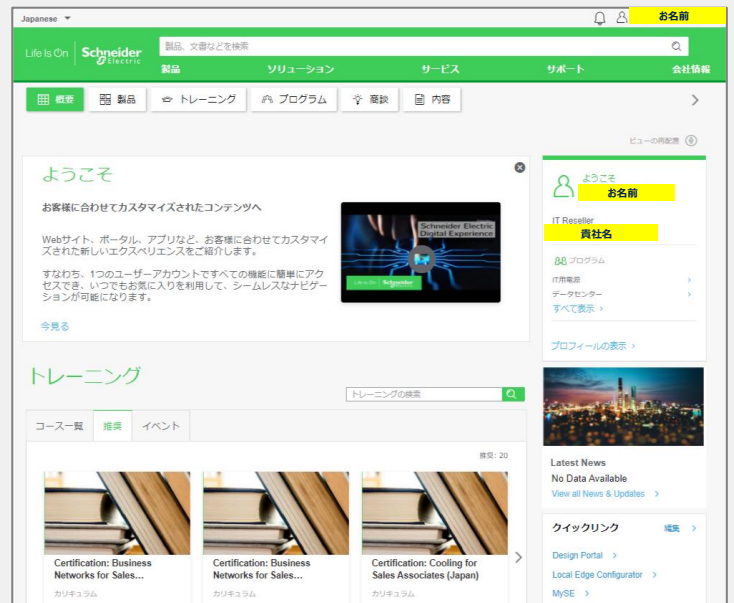 Japanese
お名前
Life Is On
Schneider Electric
製品、文書などを検索
製品
ソリューション
サービス
サポート
会社情報
概要
製品
トレーニング
プログラム
商談
内容
ビューの再配置
ようこそ
お客様に合わせてカスタマイズされたコンテンツへ
Webサイト、ポータル、アプリなど、お客様に合わせてカスタマイ
ズされた新しいエクスペリエンスをご紹介します。
すなわち、1つのユーザーアカウントですべての機能に簡単にアク
セスでき、いつでもお気に入りを利用して、シームレスなナビゲー
ションが可能になります。
今見る
Schneider Electric
Digital Experience
Life Is On
Schneider
ようこそ
お名前
IT Reseller
貴社名
プログラム
IT用電源
データセンター
すべて表示
プロフィールの表示
トレーニング
トレーニングの検索
コース一覧
推奨
イベント
推奨: 20
Certification: Business
Networks for Sales...
カリキュラム
Certification: Business
Networks for Sales...
カリキュラム
Certification: Cooling for
Sales Associates (Japan)
カリキュラム
Latest News
No Data Available
View all News & Updates
クイックリンク
編集
Design Portal
Local Edge Configurator
MySE